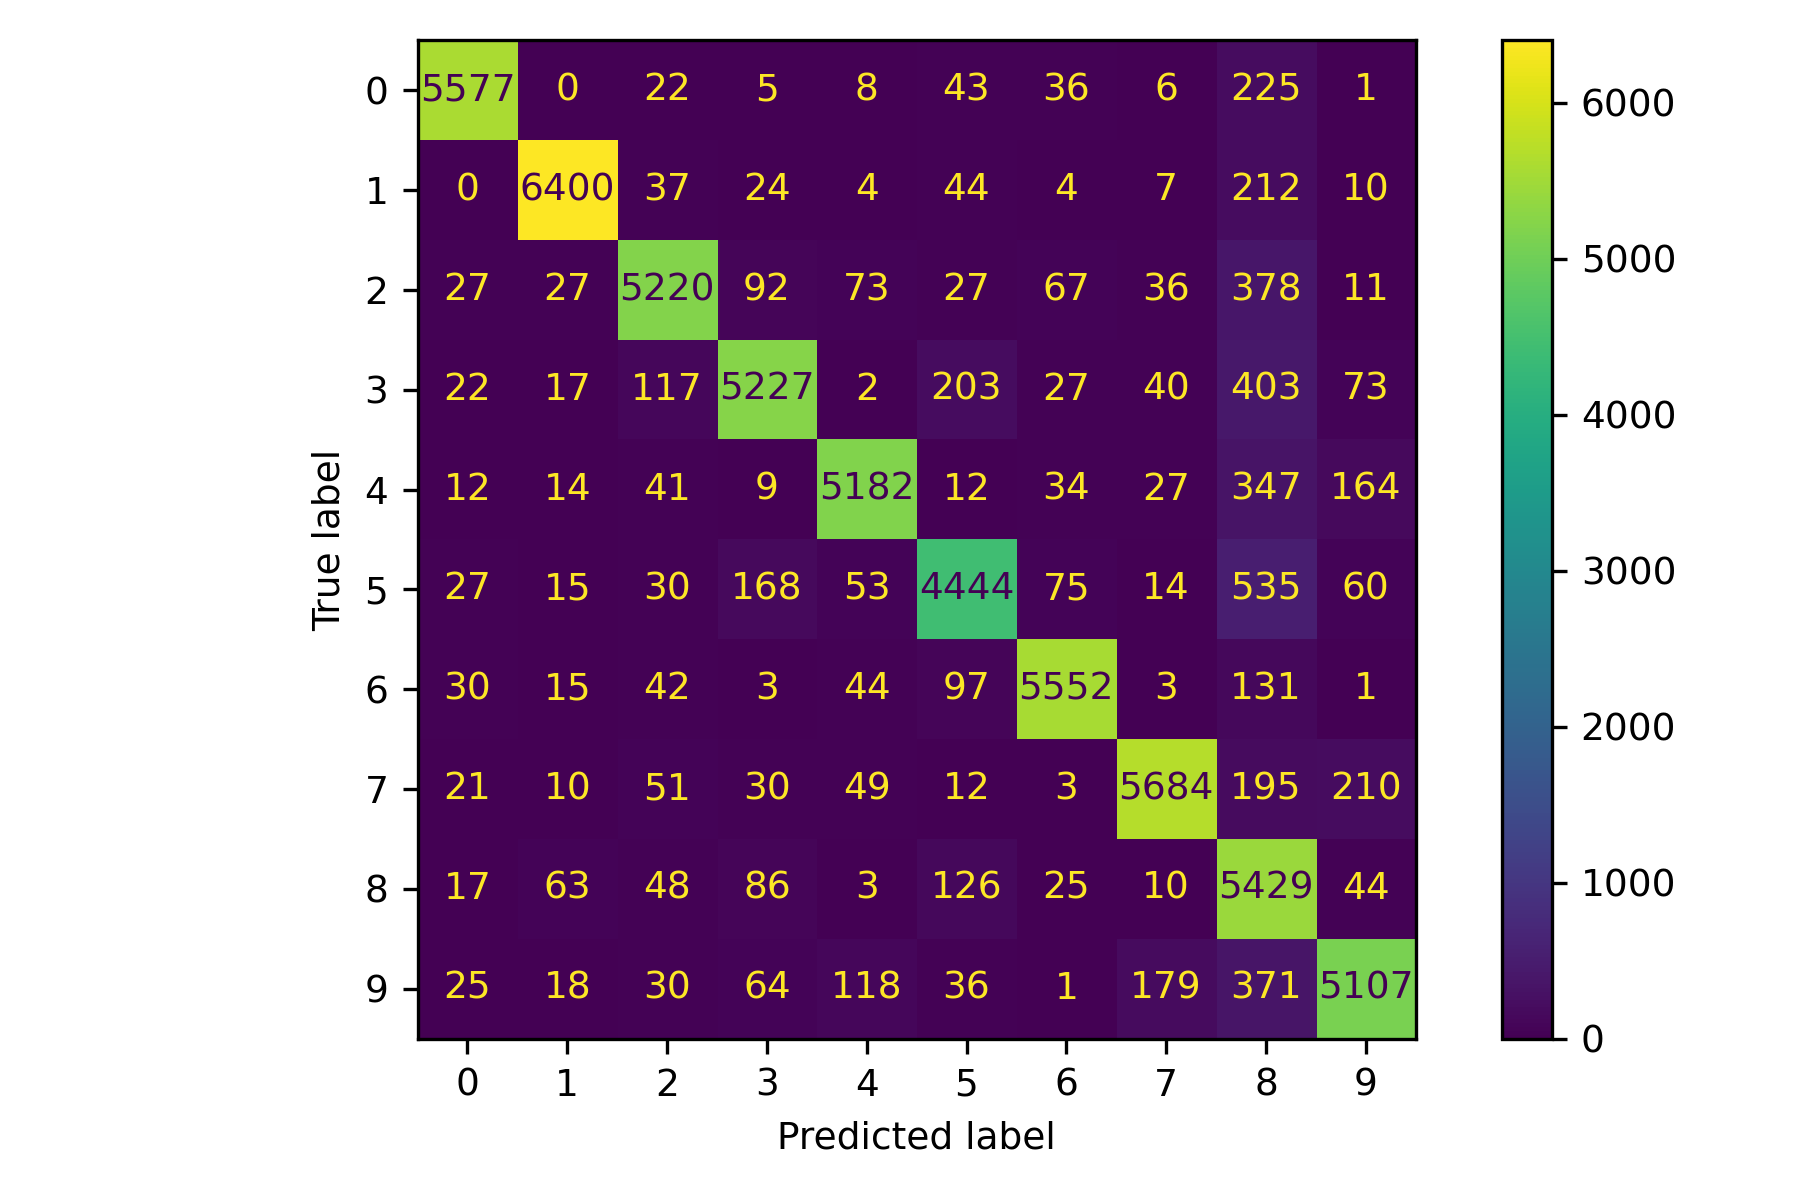 0 5577 0 22 5 8 43 36 6 225 1
1 0 6400 37 24 4 44 4 7 212 10
2 27 27 5220 92 73 27 67 36 378 11
3 22 17 117 5227 2 203 27 40 403 73
4 12 14 41 9 5182 12 34 27 347 164
5 27 15 30 168 53 4444 75 14 535 60
6 30 15 42 3 44 97 5552 3 131 1
7 21 10 51 30 49 12 3 5684 195 210
8 17 63 48 86 3 126 25 10 5429 44
9 25 18 30 64 118 36 1 179 371 5107
0 1 2 3 4 5 6 7 8 9
Predicted label
True label
6000
5000
4000
3000
2000
1000
0